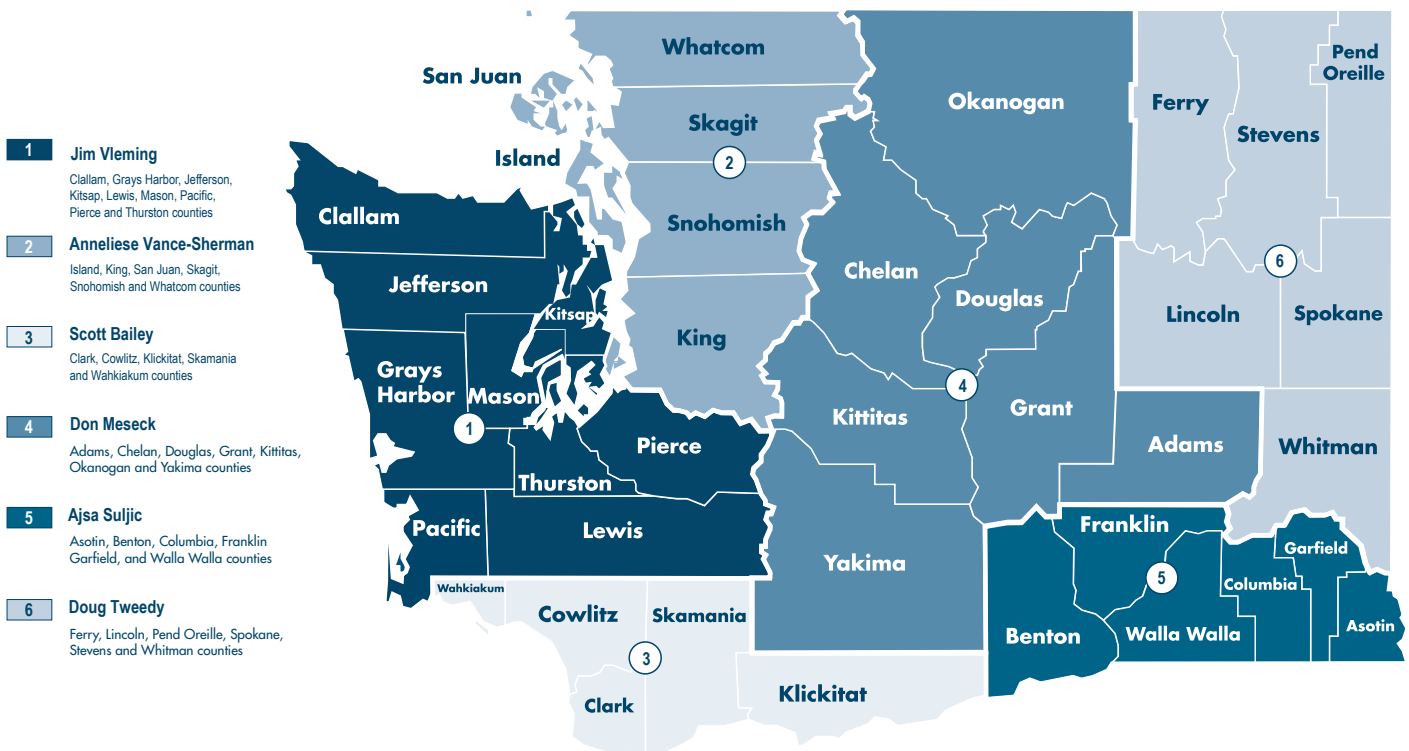 1
Jim Vleming
Clallam, Grays Harbor, Jefferson,
Kitsap, Lewis, Mason, Pacific,
Pierce and Thurston counties
2
Anneliese Vance-Sherman
Island, King, San Juan, Skagit,
Snohomish and Whatcom counties
3
Scott Bailey
Clark, Cowlitz, Klickitat, Skamania
and Wahkiakum counties
4
Don Meseck
Adams, Chelan, Douglas, Grant, Kittitas,
Okanogan and Yakima counties
5
Ajsa Suljic
Asotin, Benton, Columbia, Franklin
Garfield, and Walla Walla counties
6
Doug Tweedy
Ferry, Lincoln, Pend Oreille, Spokane,
Stevens and Whitman counties
Whatcom
San Juan
Skagit
Island
2
Snohomish
King
Clallam
Jefferson
Kitsap
Grays
Harbor
Mason
1
Pierce
Thurston
Pacific
Lewis
Wahkiakum
Cowlitz
Skamania
3
Clark
Klickitat
Okanogan
Chelan
Douglas
4
Kittitas
Grant
Adams
Yakima
Ferry
Stevens
Pend
Oreille
6
Lincoln
Spokane
Whitman
Franklin
5
Benton
Walla Walla
Columbia
Garfield
Asotin